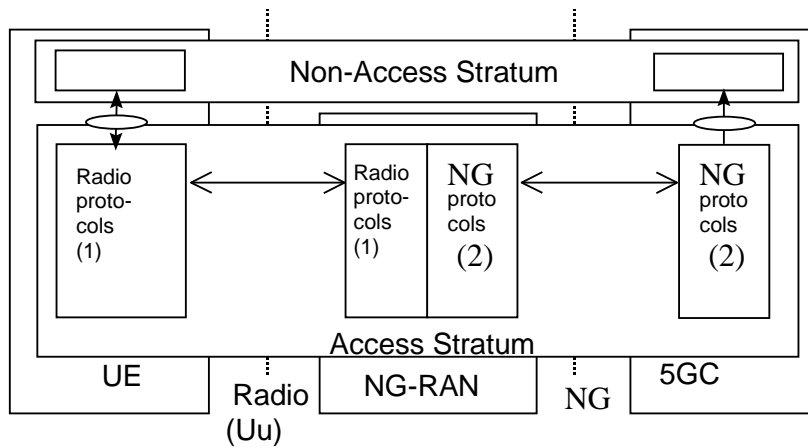 Non-Access Stratum
Radio
proto-
cols
(1)
Radio
proto-
cols
(1)
NG
proto
cols
(2)
NG
proto
cols
(2)
Access Stratum
UE
Radio
(Uu)
NG-RAN
NG
5GC